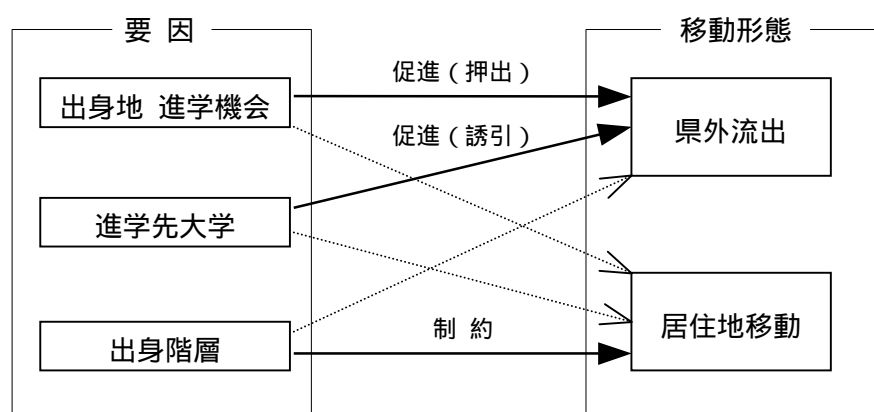 要 因
移動形態
促進（押出）
出身地 進学機会
県外流出
促進（誘引）
進学先大学
制 約
居住地移動
出身階層